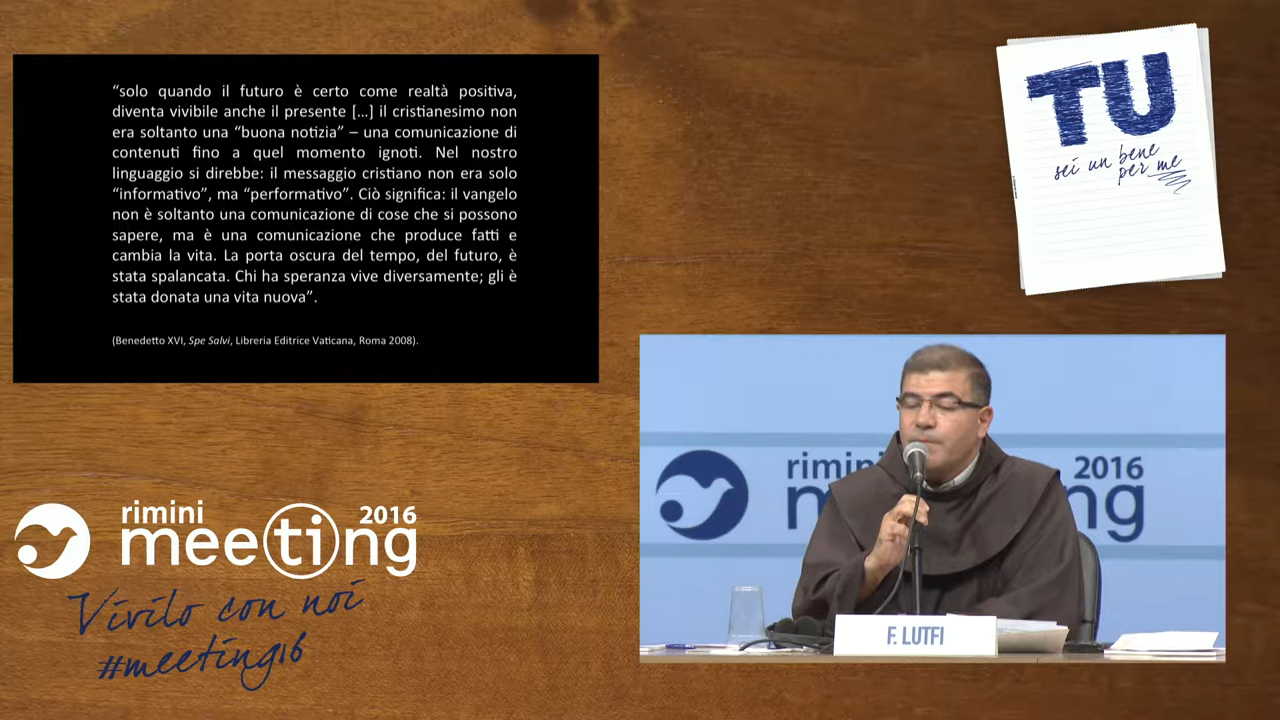 “solo quando il futuro è certo come realtà positiva,
diventa vivibile anche il presente [...] il cristianesimo non
era soltanto una “buona notizia” – una comunicazione di
contenuti fino a quel momento ignoti. Nel nostro
linguaggio si direbbe: il messaggio cristiano non era solo
“informativo”, ma “performativo”. Ciò significa: il vangelo
non è soltanto una comunicazione di cose che si possono
sapere, ma è una comunicazione che produce fatti e
cambia la vita. La porta oscura del tempo, del futuro, è
stata spalancata. Chi ha speranza vive diversamente; gli è
stata donata una vita nuova”.
(Benedetto XVI, Spe Salvi, Libreria Editrice Vaticana, Roma 2008).
TU
sei un bene
per me
rimini 2016
meeting
Vivilo con noi
#meeting16
rimini 2016
m ng
F. LUTFI